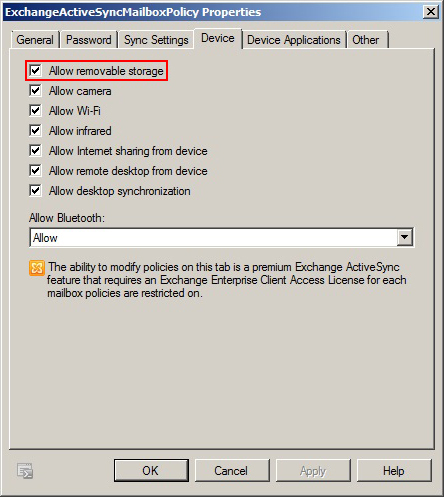 ExchangeActiveSyncMailboxPolicy Properties
General Password Sync Settings Device Device Applications Other
Allow removable storage
Allow camera
Allow Wi-Fi
Allow infrared
Allow Internet sharing from device
Allow remote desktop from device
Allow desktop synchronization
Allow Bluetooth:
Allow
The ability to modify policies on this tab is a premium Exchange ActiveSync
feature that requires an Exchange Enterprise Client Access License for each
mailbox policies are restricted on.
OK Cancel Apply Help